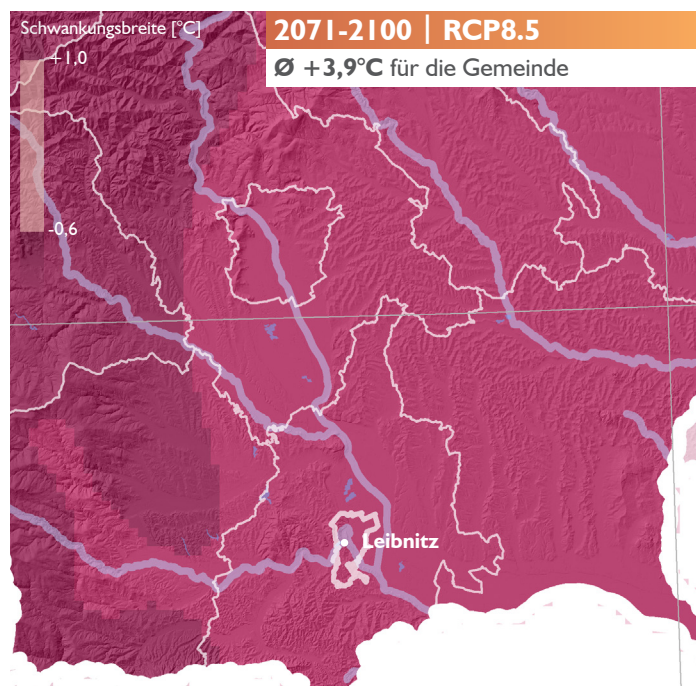 Schwankungsbreite [°C]
2071-2100 | RCP8.5
+1,0
Ø +3,9°C für die Gemeinde
-0,6
Leibnitz